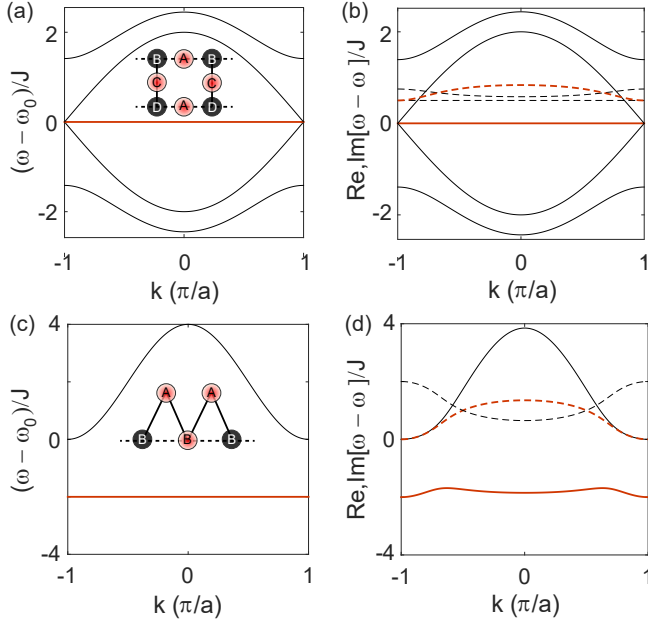 (a)
(ω − ω₀)/J
2
0
-2
B A B
C C
D A D
-1 0 1
k (π/a)
(b)
Re,Im[ω − ω ]/J
2
0
-2
-1 0 1
k (π/a)
(c)
(ω − ω₀)/J
4
0
-4
A A
B B B
-1 0 1
k (π/a)
(d)
Re,Im[ω − ω ]/J
4
0
-4
-1 0 1
k (π/a)